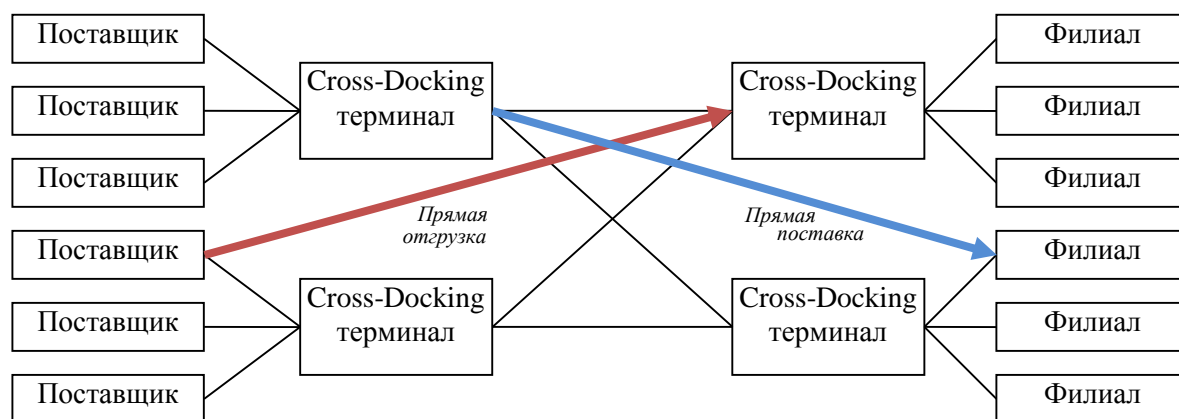 Поставщик
Поставщик
Поставщик
Поставщик
Поставщик
Поставщик
Cross-Docking
терминал
Cross-Docking
терминал
Прямая
отгрузка
Прямая
поставка
Cross-Docking
терминал
Cross-Docking
терминал
Филиал
Филиал
Филиал
Филиал
Филиал
Филиал